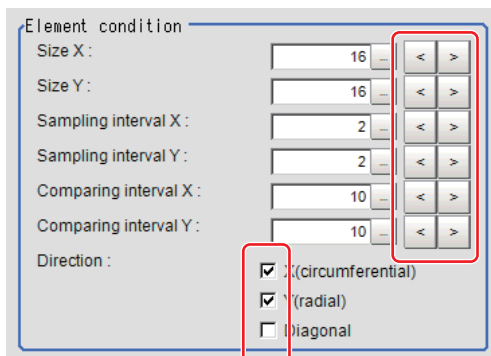 Element condition
Size X : 16 ... < >
Size Y : 16 ... < >
Sampling interval X : 2 ... < >
Sampling interval Y : 2 ... < >
Comparing interval X : 10 ... < >
Comparing interval Y : 10 ... < >
Direction : X(circumferential)
Y(radial)
Diagonal